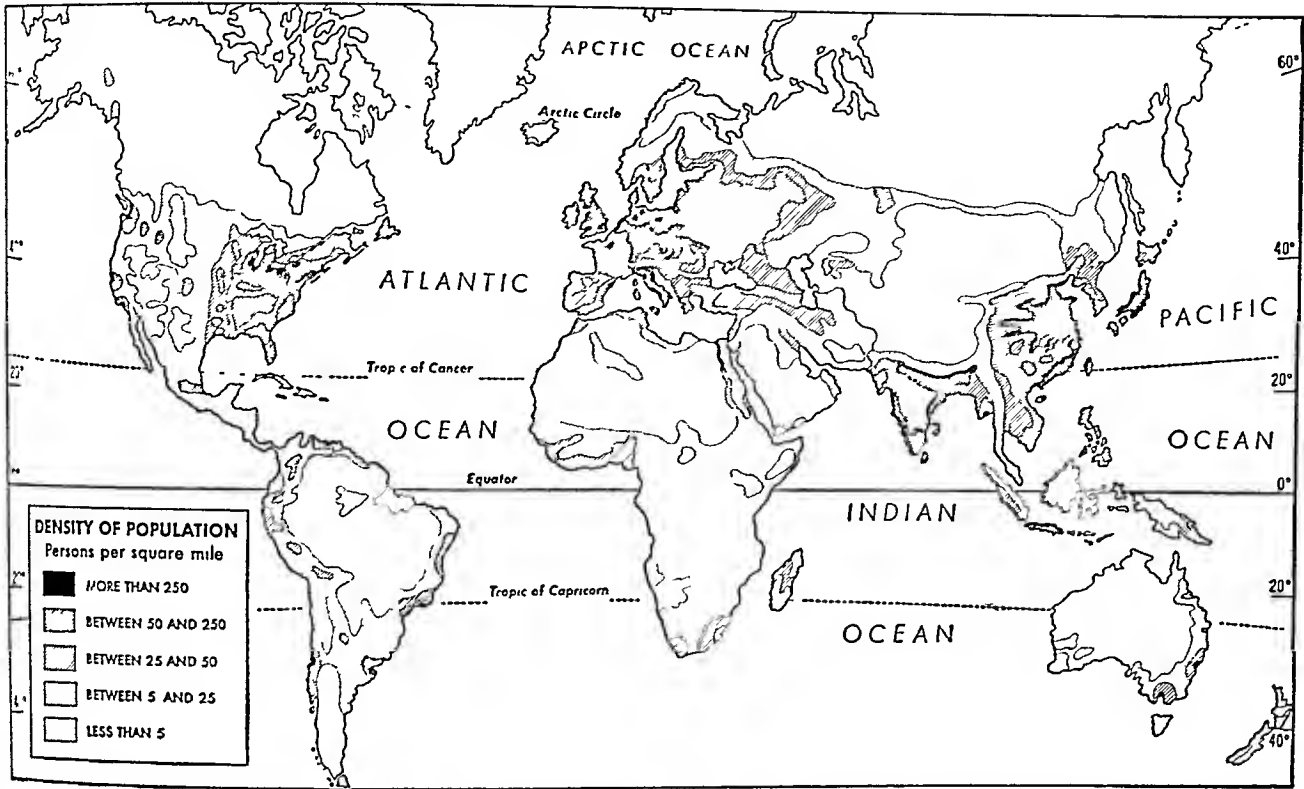 APCTIC OCEAN
60°
Arctic Circle
40°
ATLANTIC
PACIFIC
Trop c of Cancer
20°
20°
OCEAN
OCEAN
Equator
0°
INDIAN
DENSITY OF POPULATION
Persons per square mile
MORE THAN 250
BETWEEN 50 AND 250
BETWEEN 25 AND 50
BETWEEN 5 AND 25
LESS THAN 5
Tropic of Capricorn
20°
OCEAN
40°